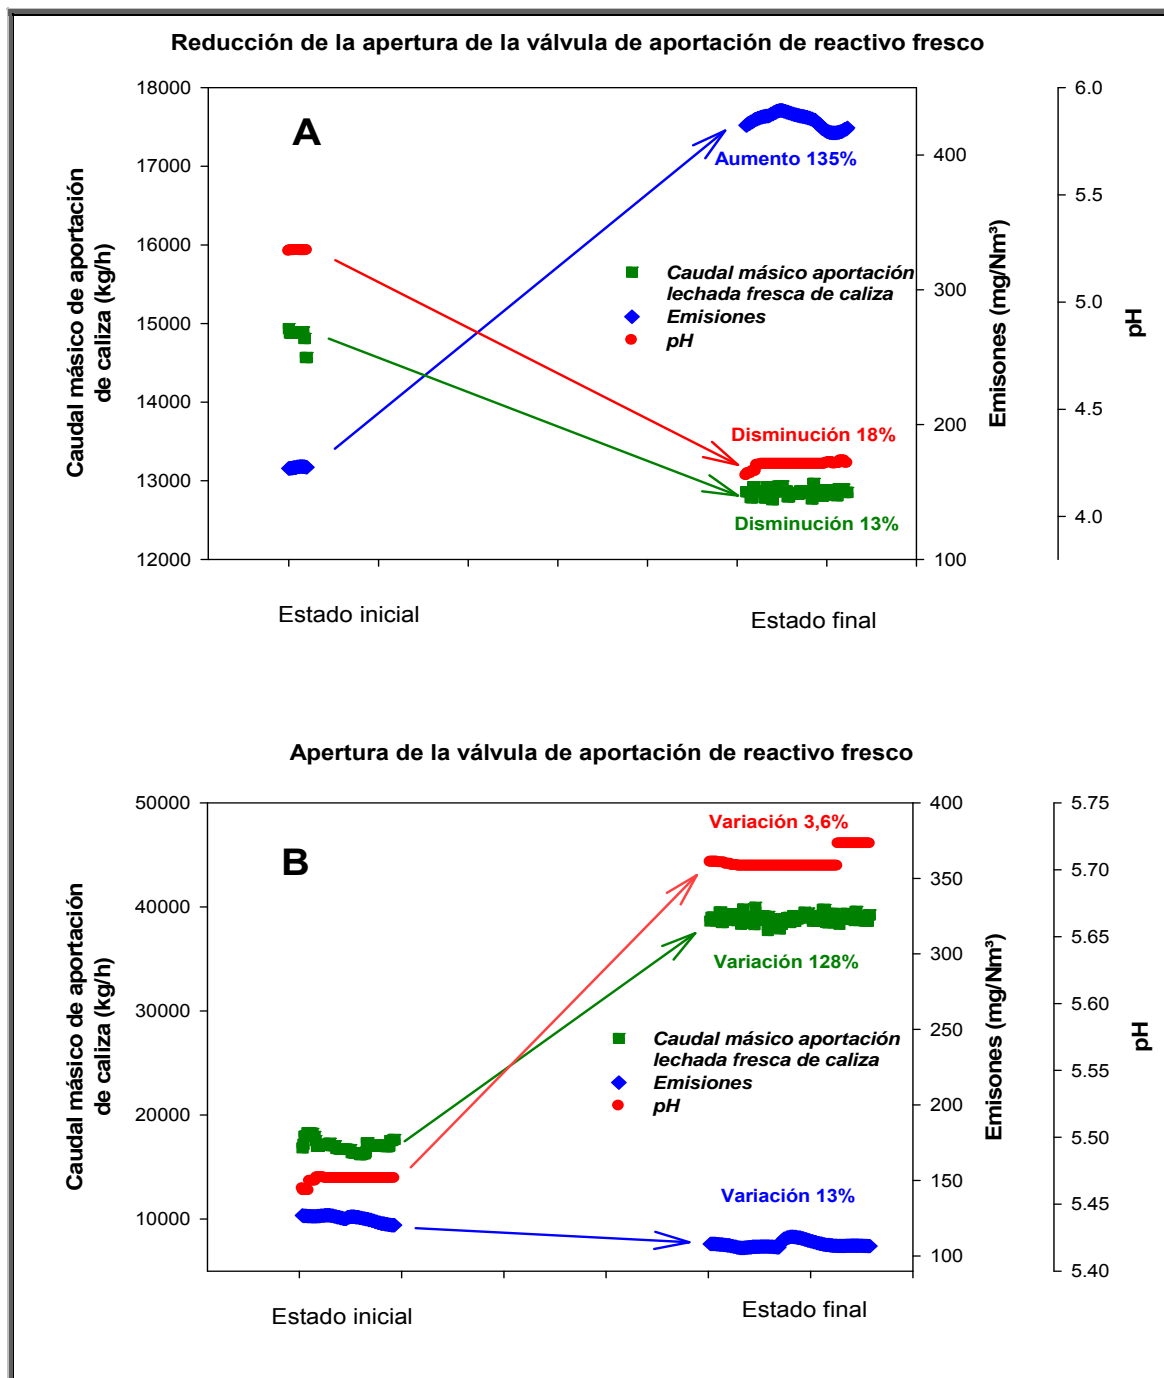 Reducción de la apertura de la válvula de aportación de reactivo fresco
A
18000
17000
16000
15000
14000
13000
12000
Caudal másico de aportación
de caliza (kg/h)
Aumento 135%
Caudal másico aportación
lechada fresca de caliza
Emisiones
pH
Disminución 18%
Disminución 13%
400
300
200
100
Emisones (mg/Nm³)
6.0
5.5
5.0
4.5
4.0
pH
Estado inicial
Estado final
Apertura de la válvula de aportación de reactivo fresco
B
50000
40000
30000
20000
10000
Caudal másico de aportación
de caliza (kg/h)
Variación 3,6%
Variación 128%
Caudal másico aportación
lechada fresca de caliza
Emisiones
pH
Variación 13%
400
350
300
250
200
150
100
Emisones (mg/Nm³)
5.75
5.70
5.65
5.60
5.55
5.50
5.45
5.40
pH
Estado inicial
Estado final